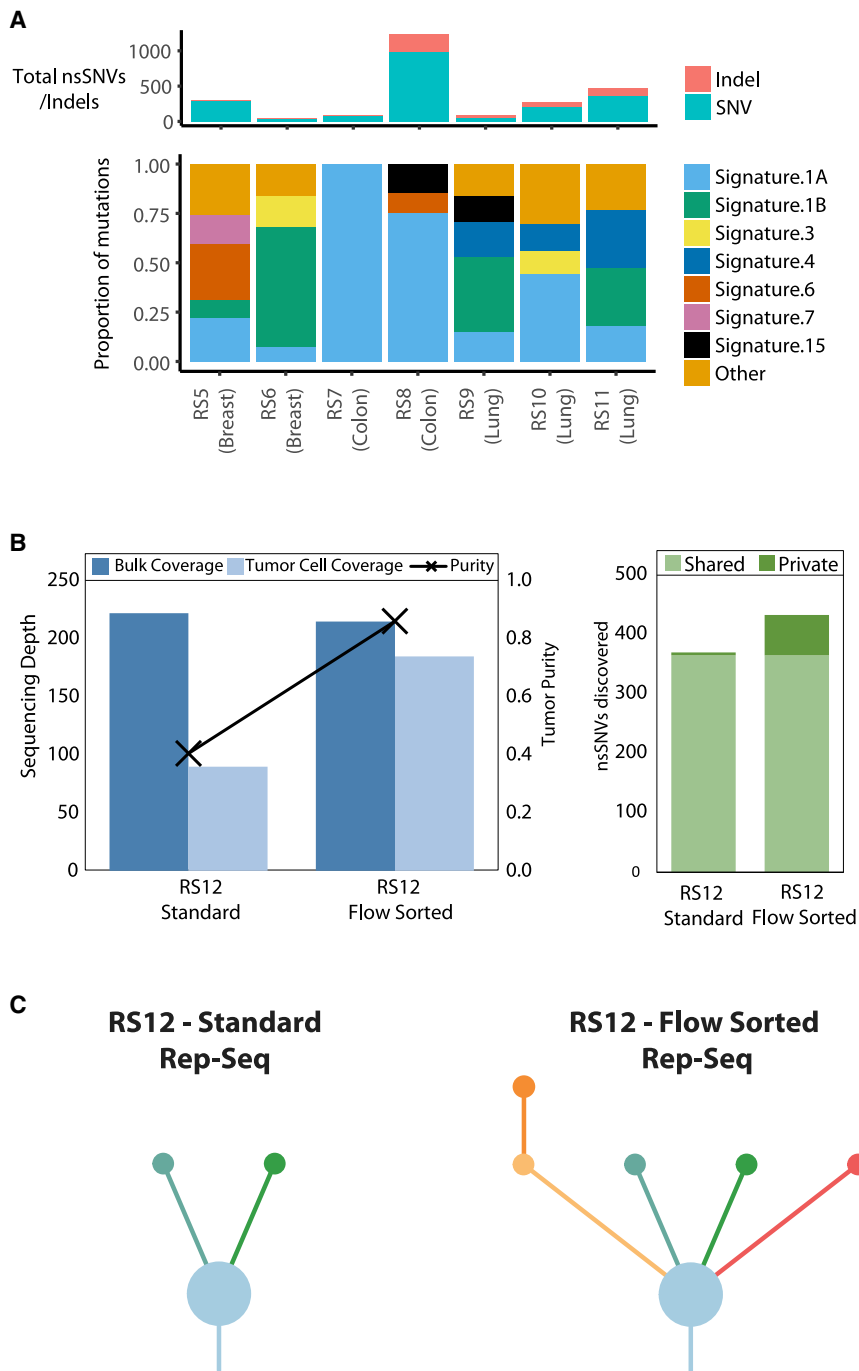 A
Total nsSNVs
/Indels
1000
500
0
Indel
SNV
Proportion of mutations
1.00
0.75
0.50
0.25
0.00
Signature.1A
Signature.1B
Signature.3
Signature.4
Signature.6
Signature.7
Signature.15
Other
RS5
(Breast)
RS6
(Breast)
RS7
(Colon)
RS8
(Colon)
RS9
(Lung)
RS10
(Lung)
RS11
(Lung)
B
Bulk Coverage
Tumor Cell Coverage
Purity
Sequencing Depth
250
200
150
100
50
0
1.0
0.8
0.6
0.4
0.2
0.0
Tumor Purity
RS12
Standard
RS12
Flow Sorted
Shared
Private
nsSNVs discovered
500
400
300
200
100
0
RS12
Standard
RS12
Flow Sorted
C
RS12 - Standard
Rep-Seq
RS12 - Flow Sorted
Rep-Seq